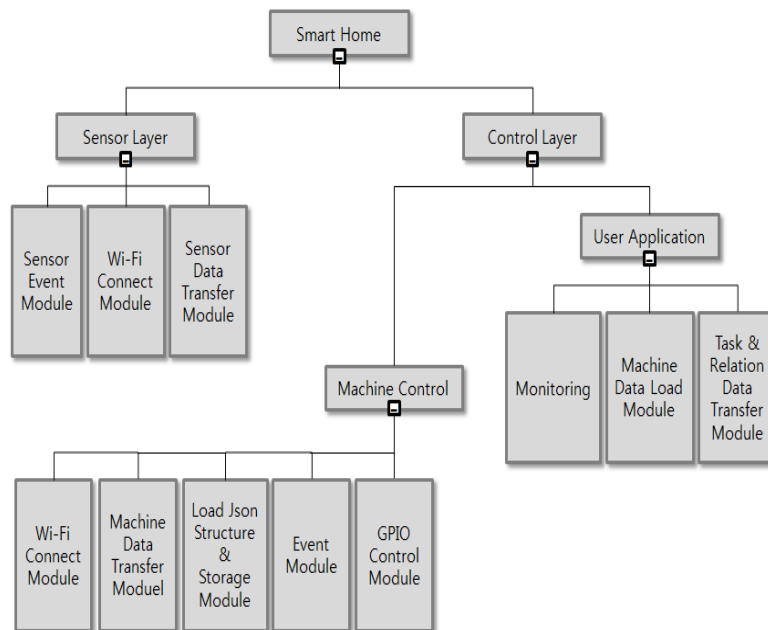 Smart Home
Sensor Layer
Control Layer
Sensor
Event
Module
Wi-Fi
Connect
Module
Sensor
Data
Transfer
Module
User Application
Monitoring
Machine
Data Load
Module
Task &
Relation
Data
Transfer
Module
Machine Control
Wi-Fi
Connect
Module
Machine
Data
Transfer
Moduel
Load Json
Structure
&
Storage
Module
Event
Module
GPIO
Control
Module